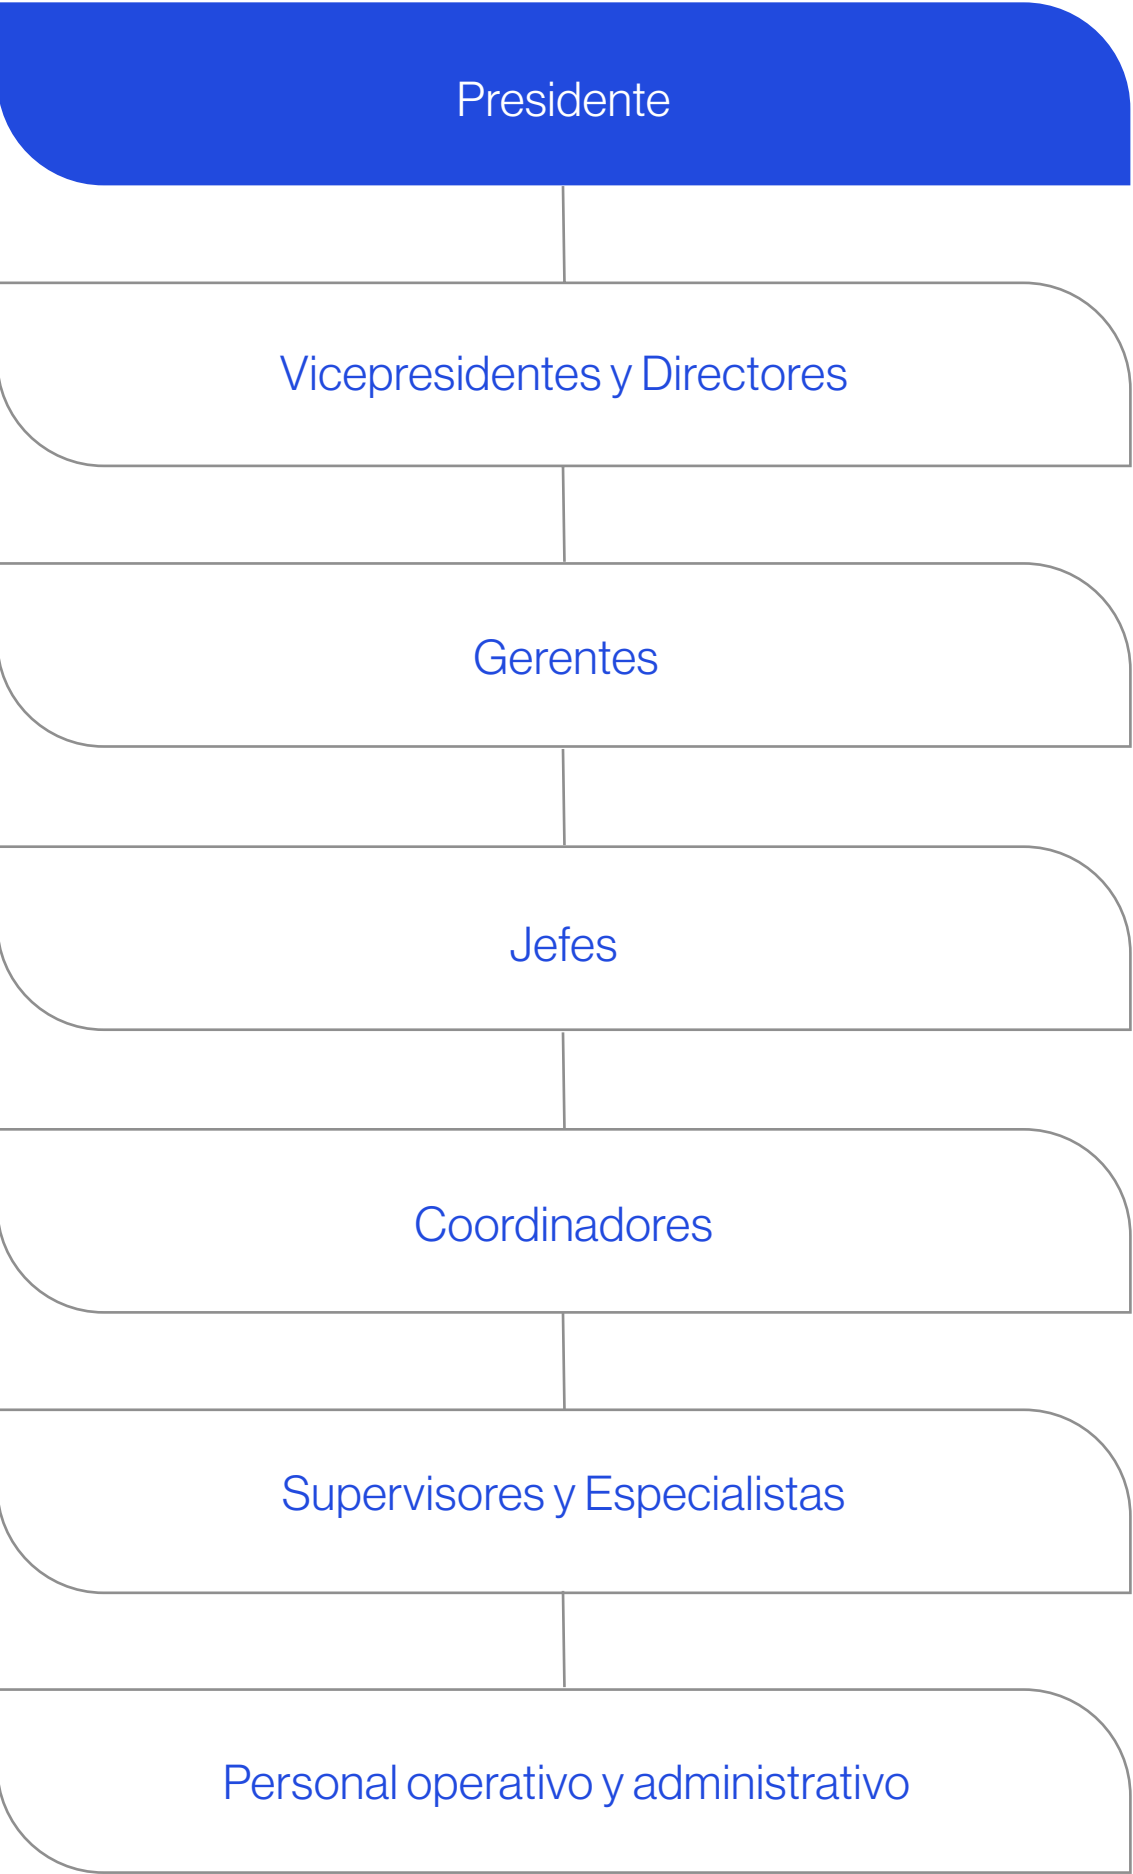 Presidente
Vicepresidentes y Directores
Gerentes
Jefes
Coordinadores
Supervisores y Especialistas
Personal operativo y administrativo